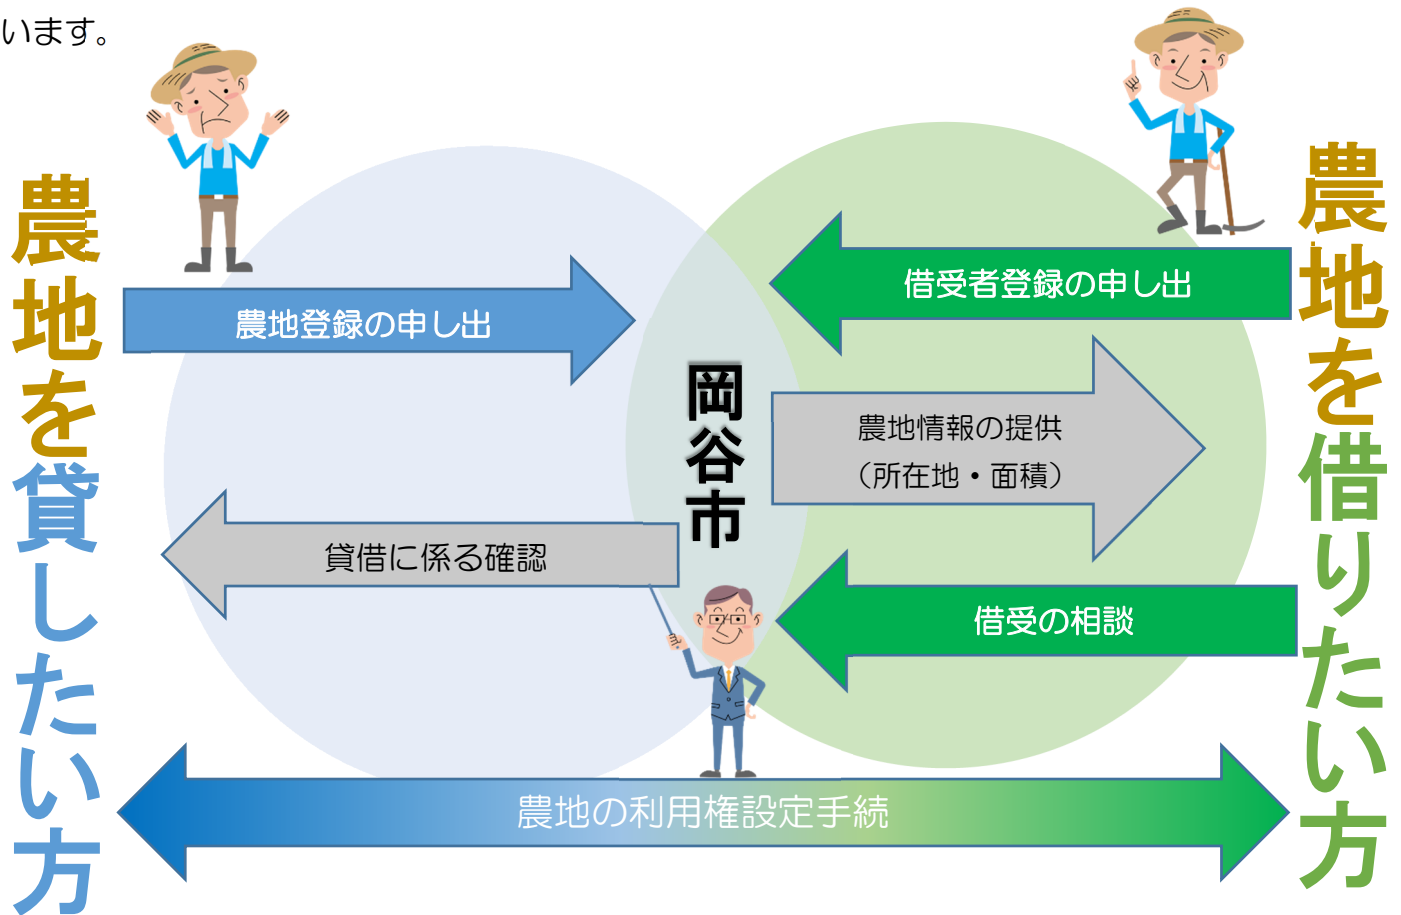 います。
農地を貸したい方
農地登録の申し出
貸借に係る確認
岡谷市
借受者登録の申し出
農地情報の提供
（所在地・面積）
借受の相談
農地を借りたい方
農地の利用権設定手続